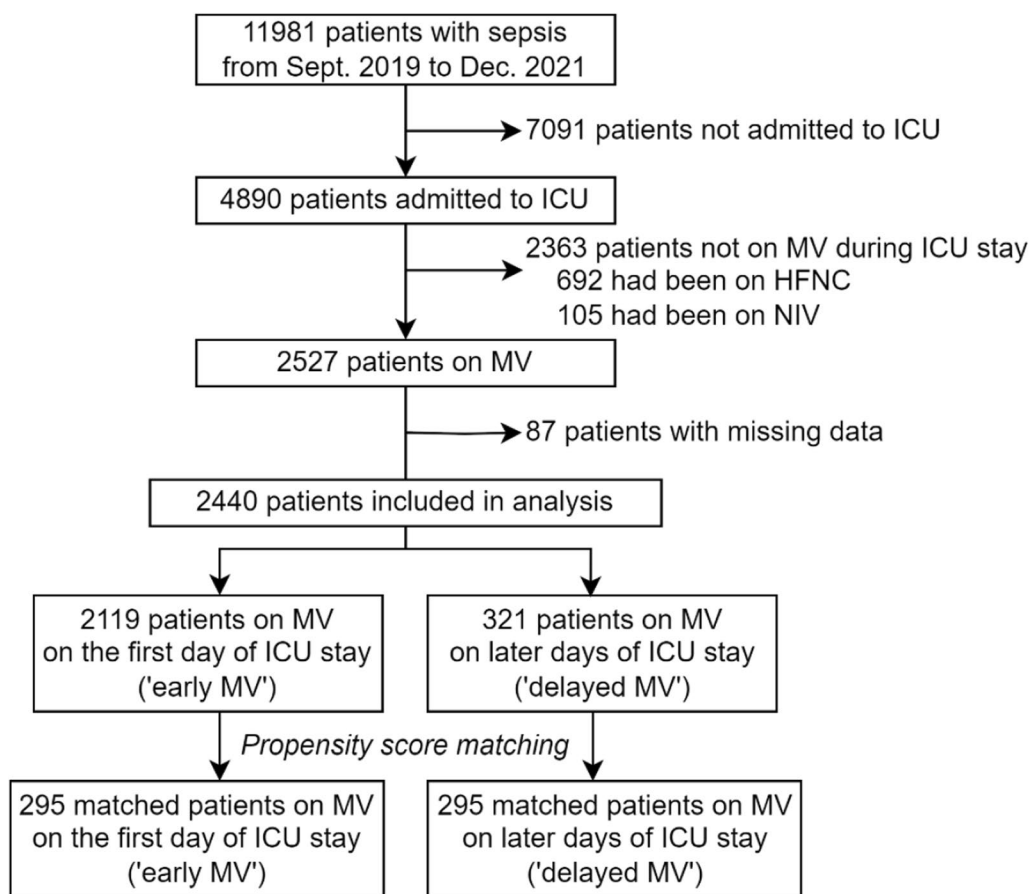 11981 patients with sepsis
from Sept. 2019 to Dec. 2021
7091 patients not admitted to ICU
4890 patients admitted to ICU
2363 patients not on MV during ICU stay
692 had been on HFNC
105 had been on NIV
2527 patients on MV
87 patients with missing data
2440 patients included in analysis
2119 patients on MV
on the first day of ICU stay
('early MV')
321 patients on MV
on later days of ICU stay
('delayed MV')
Propensity score matching
295 matched patients on MV
on the first day of ICU stay
('early MV')
295 matched patients on MV
on later days of ICU stay
('delayed MV')